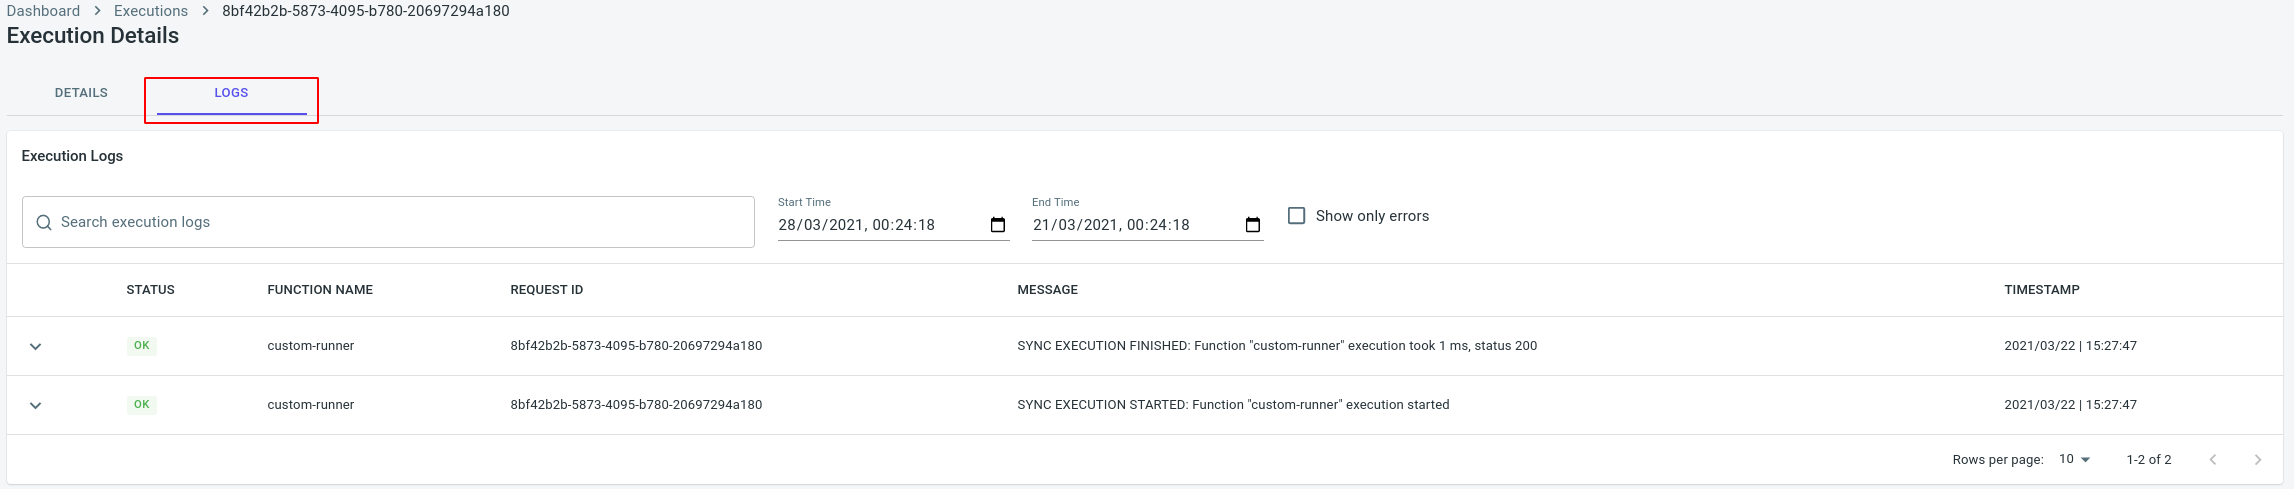 Dashboard > Executions > 8bf42b2b-5873-4095-b780-20697294a180
Execution Details
DETAILS LOGS
Execution Logs
Search execution logs
Start Time
28/03/2021, 00:24:18
End Time
21/03/2021, 00:24:18
Show only errors
STATUS FUNCTION NAME REQUEST ID MESSAGE TIMESTAMP
OK custom-runner 8bf42b2b-5873-4095-b780-20697294a180 SYNC EXECUTION FINISHED: Function "custom-runner" execution took 1 ms, status 200 2021/03/22 | 15:27:47
OK custom-runner 8bf42b2b-5873-4095-b780-20697294a180 SYNC EXECUTION STARTED: Function "custom-runner" execution started 2021/03/22 | 15:27:47
Rows per page: 10 1-2 of 2